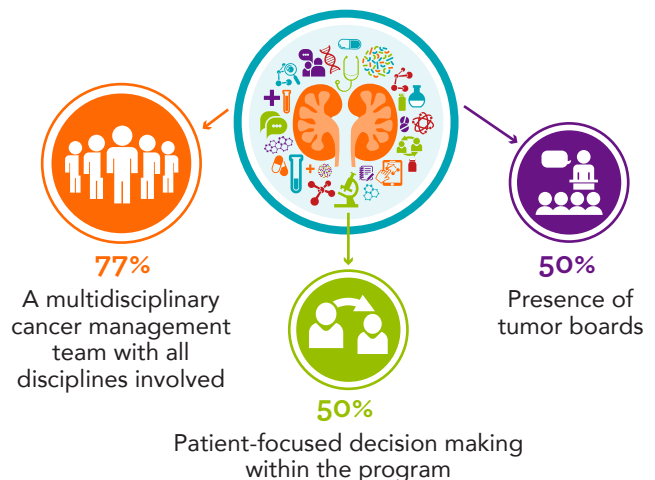 77%
A multidisciplinary
cancer management
team with all
disciplines involved
50%
Patient-focused decision making
within the program
50%
Presence of
tumor boards